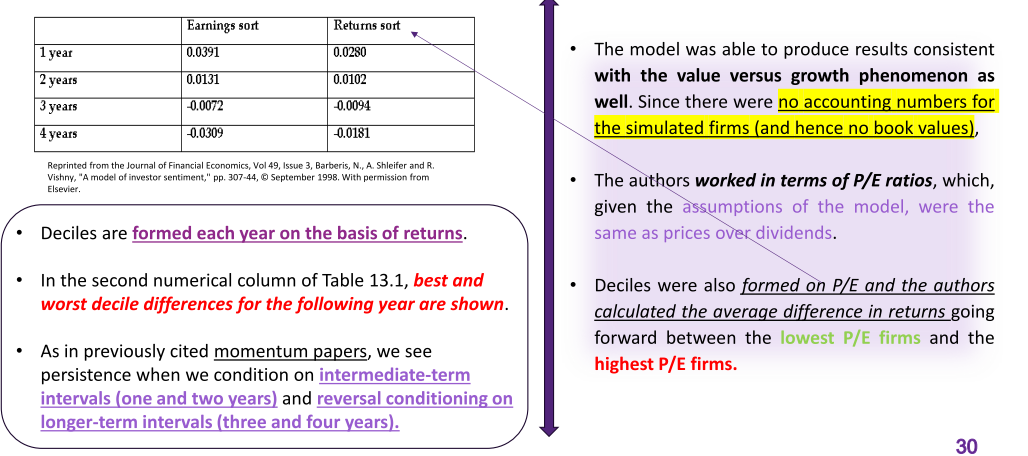 Earnings sort Returns sort
1 year 0.0391 0.0280
2 years 0.0131 0.0102
3 years -0.0072 -0.0094
4 years -0.0309 -0.0181
Reprinted from the Journal of Financial Economics, Vol 49, Issue 3, Barberis, N., A. Shleifer and R.
Vishny, "A model of investor sentiment," pp. 307-44, © September 1998. With permission from
Elsevier.
• Deciles are formed each year on the basis of returns.
• In the second numerical column of Table 13.1, best and
worst decile differences for the following year are shown.
• As in previously cited momentum papers, we see
persistence when we condition on intermediate-term
intervals (one and two years) and reversal conditioning on
longer-term intervals (three and four years).
• The model was able to produce results consistent
with the value versus growth phenomenon as
well. Since there were no accounting numbers for
the simulated firms (and hence no book values),
• The authors worked in terms of P/E ratios, which,
given the assumptions of the model, were the
same as prices over dividends.
• Deciles were also formed on P/E and the authors
calculated the average difference in returns going
forward between the lowest P/E firms and the
highest P/E firms.
30